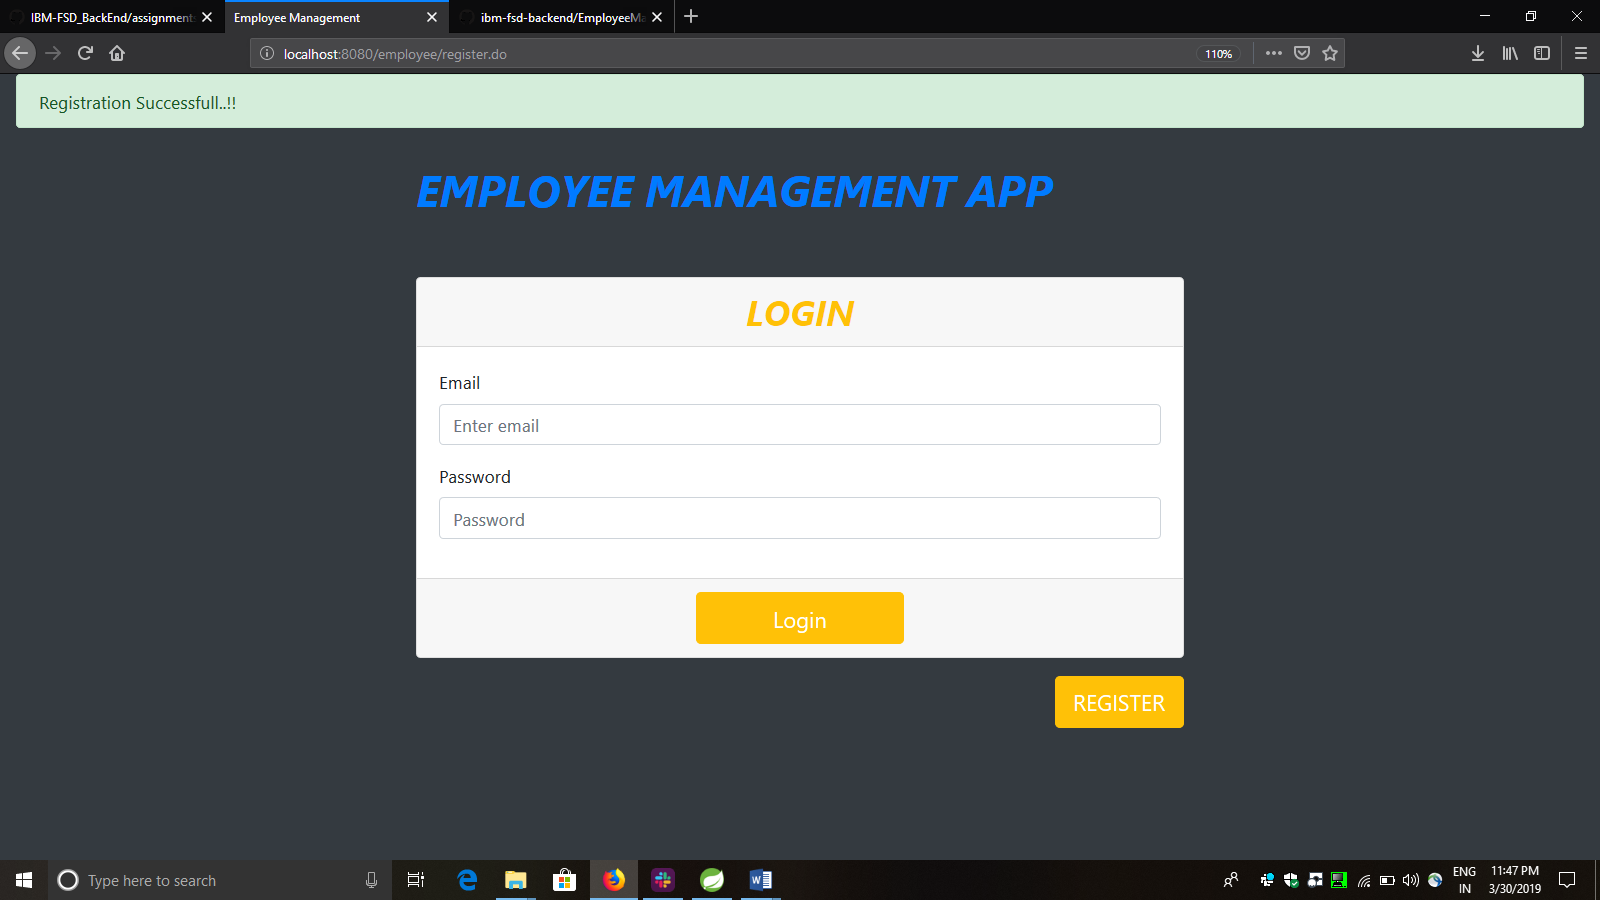 IBM-FSD_BackEnd/assignment
Employee Management
ibm-fsd-backend/EmployeeMa
localhost:8080/employee/register.do
110%
Registration Successfull..!!
EMPLOYEE MANAGEMENT APP
LOGIN
Email
Enter email
Password
Password
Login
REGISTER
Type here to search
ENG
IN
11:47 PM
3/30/2019